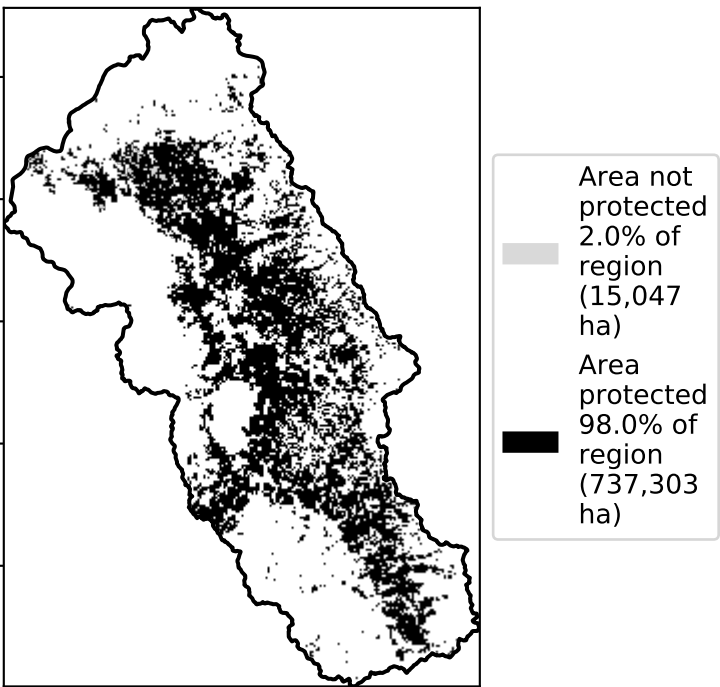 Area not
protected
2.0% of
region
(15,047
ha)
Area
protected
98.0% of
region
(737,303
ha)